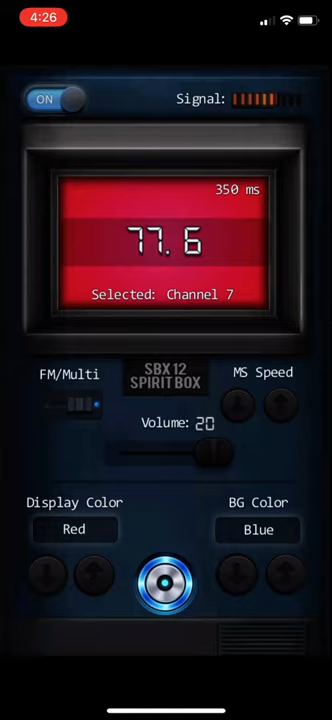 4:26
ON
Signal:
350 ms
77.6
Selected: Channel 7
FM/Multi
SBX 12
SPIRIT BOX
MS Speed
Volume: 20
Display Color
BG Color
Red
Blue